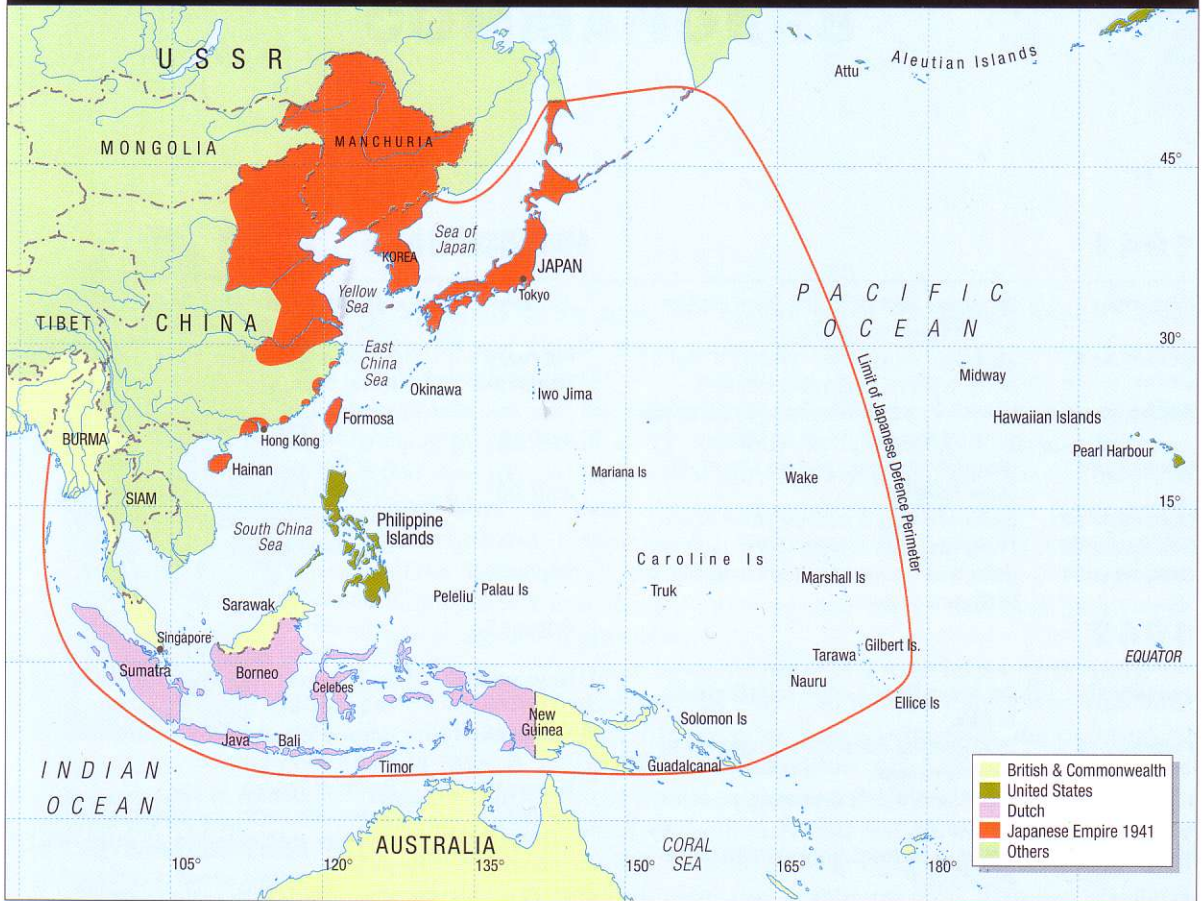 USSR
MONGOLIA
MANCHURIA
Attu
Aleutian Islands
45°
Sea of
Japan
KOREA
JAPAN
Tokyo
Yellow
Sea
TIBET
CHINA
PACIFIC
OCEAN
30°
East
China
Sea
Okinawa
Iwo Jima
Midway
Limit of Japanese Defence Perimeter
Formosa
Hawaiian Islands
Pearl Harbour
BURMA
Hong Kong
Hainan
Mariana Is
Wake
SIAM
15°
South China
Sea
Philippine
Islands
Caroline Is
Truk
Marshall Is
Peleliu
Palau Is
Sarawak
Singapore
Gilbert Is.
Tarawa
EQUATOR
Sumatra
Borneo
Celebes
Nauru
Ellice Is
New
Guinea
Solomon Is
Java
Bali
Timor
Guadalcanal
INDIAN
OCEAN
AUSTRALIA
CORAL
SEA
105°
120°
135°
150°
165°
180°
British & Commonwealth
United States
Dutch
Japanese Empire 1941
Others